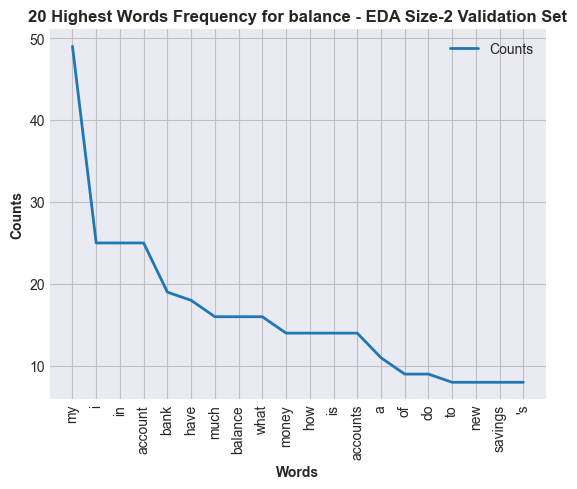 20 Highest Words Frequency for balance - EDA Size-2 Validation Set
Counts
50
40
30
20
10
Counts
my
i
in
account
bank
have
much
balance
what
money
how
is
accounts
a
of
do
to
new
savings
's
Words